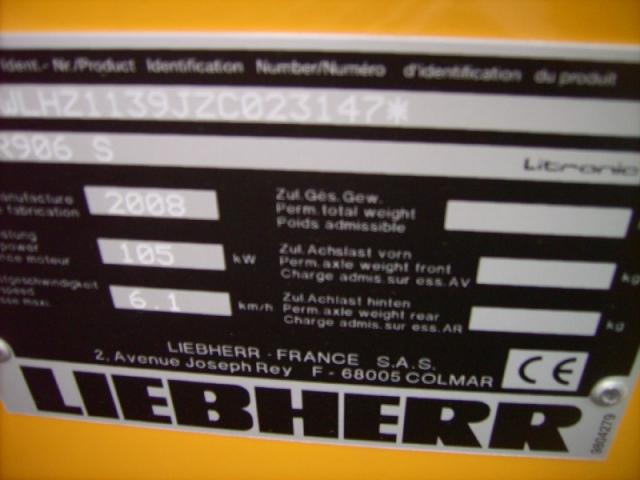 Ident.- Nr./Product Identification Number/Numéro d'identification du produit
WLHZ1139JZC023147*
R906 S Litronic
2008
Zul. Ges. Gew.
Perm. total weight
Poids admissible
105 kW
Zul. Achslast vorn
Perm. axle weight front
Charge admis. sur ess. AV
kg
6.1 km/h
Zul. Achlast hinten
Perm. axle weight rear
Charge admis. sur ess. AR
kg
LIEBHERR - FRANCE S.A.S.
2, Avenue Joseph Rey F - 68005 COLMAR
CE
LIEBHERR
9804279